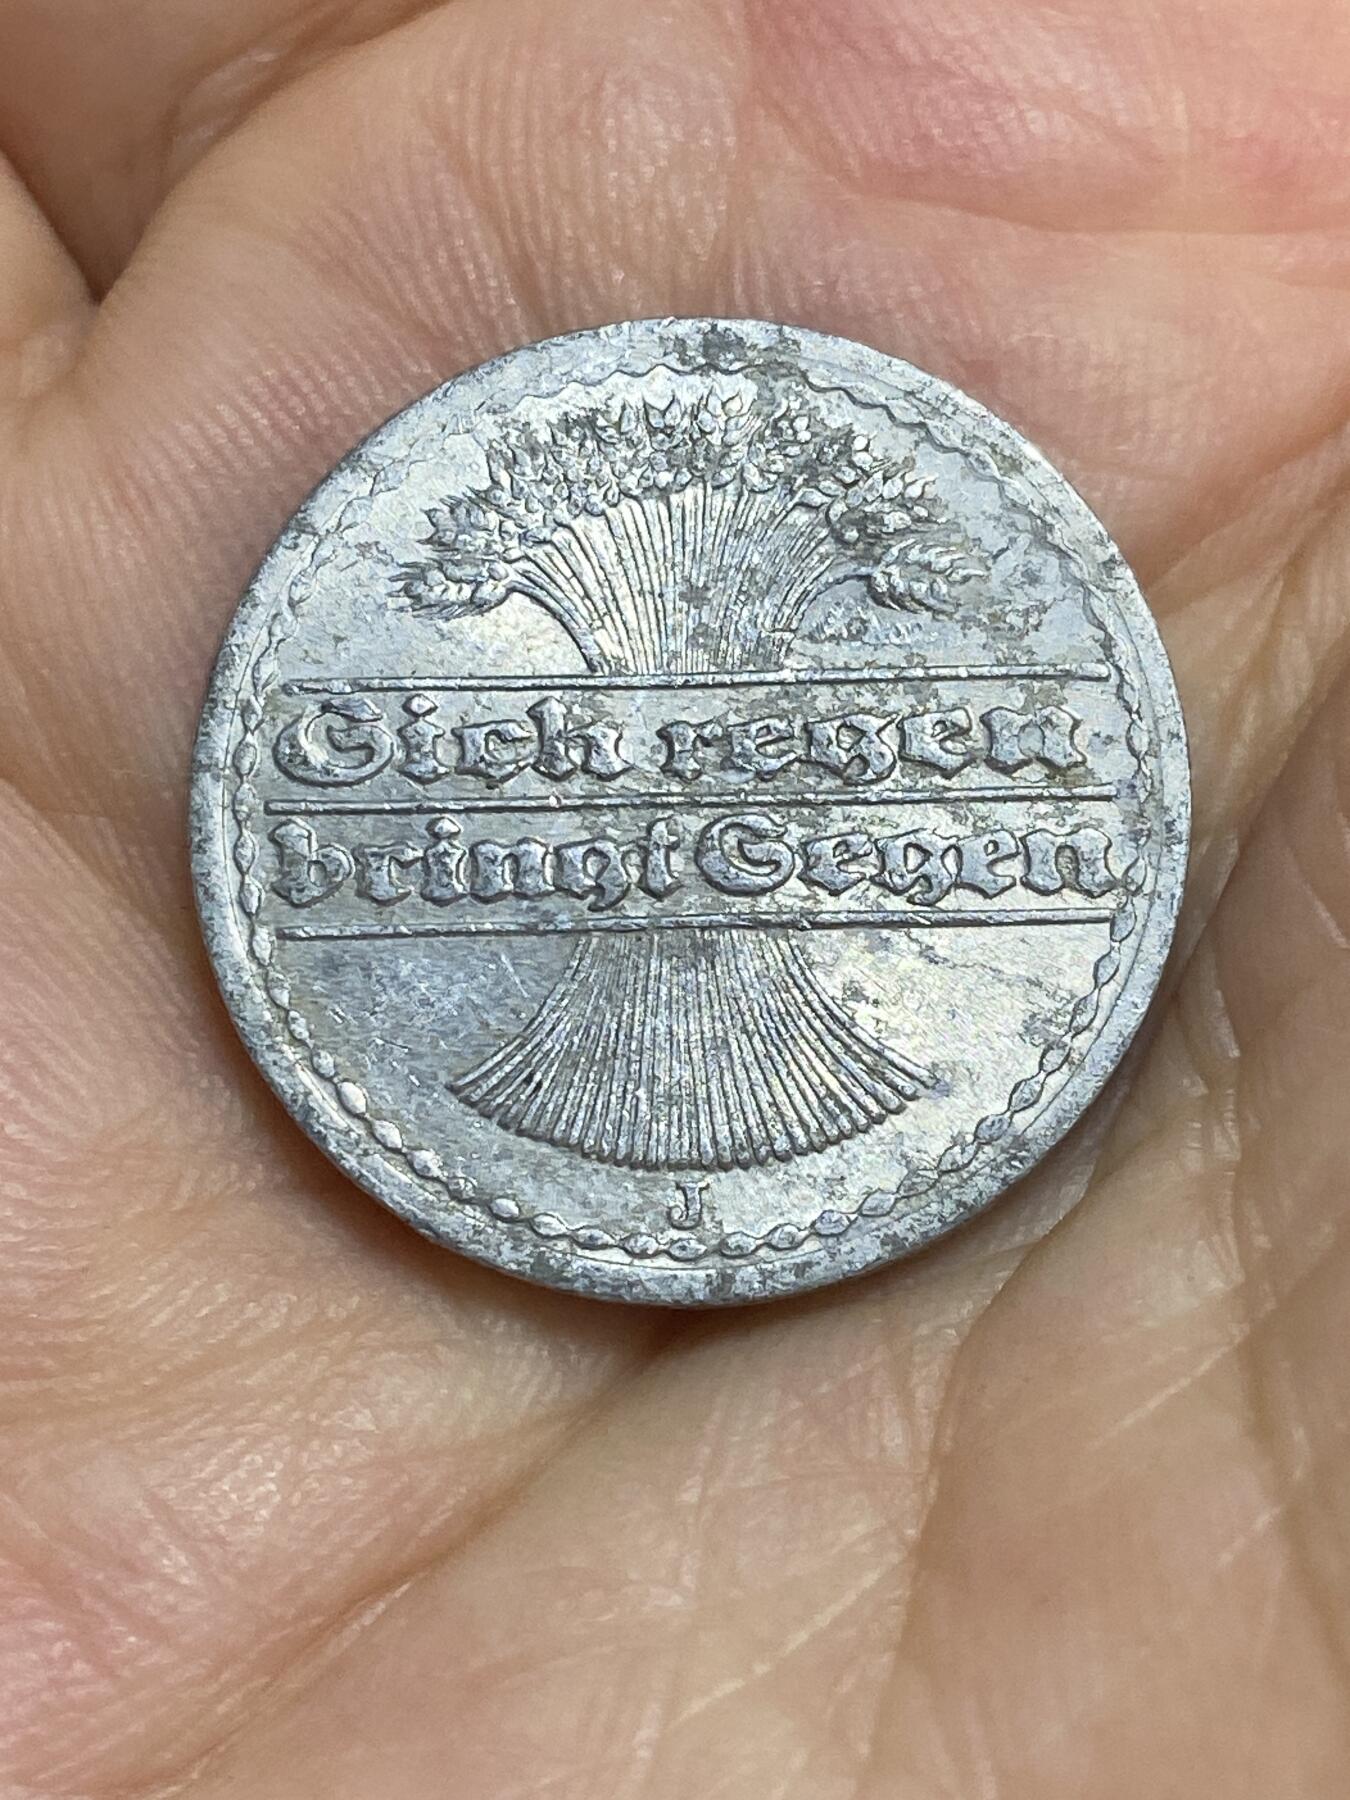 Sich regen
bringt Segen
J